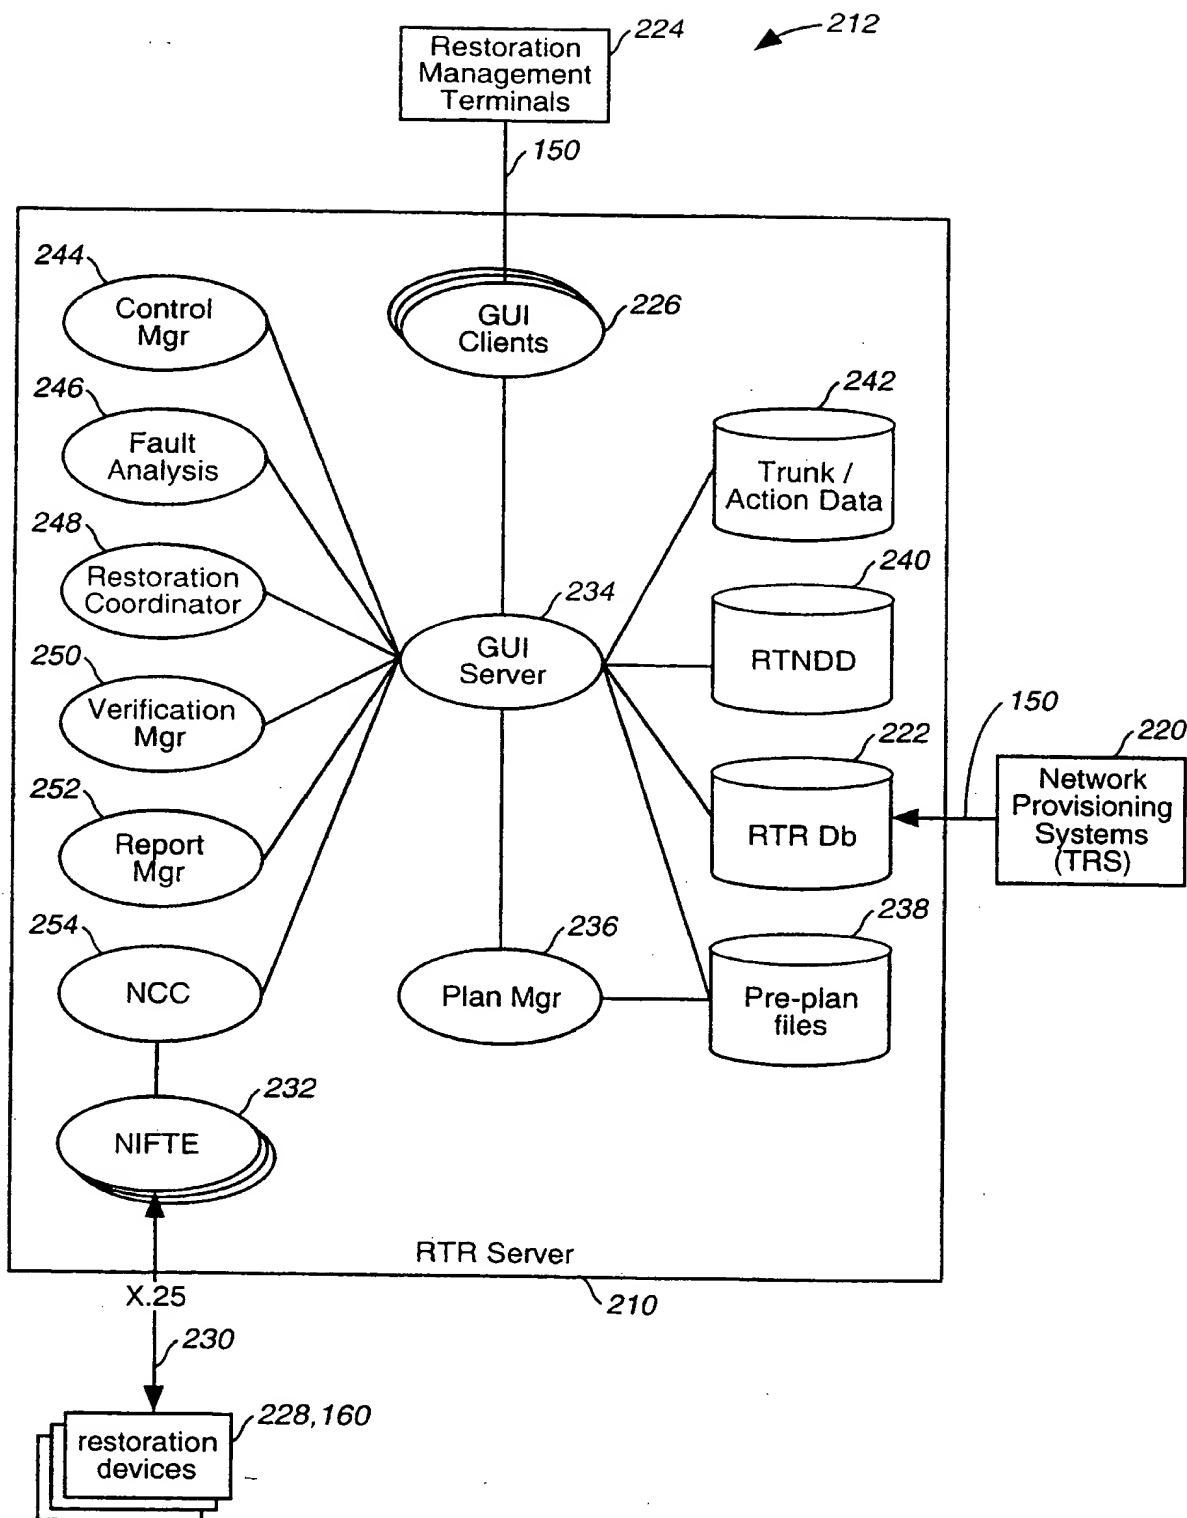 212
224
Restoration
Management
Terminals
150
244
Control
Mgr
GUI
Clients
226
246
Fault
Analysis
242
Trunk /
Action Data
248
Restoration
Coordinator
240
RTNDD
234
GUI
Server
250
Verification
Mgr
222
RTR Db
150
220
Network
Provisioning
Systems
(TRS)
252
Report
Mgr
254
NCC
236
Plan Mgr
238
Pre-plan
files
232
NIFTE
RTR Server
210
X.25
230
228,160
restoration
devices